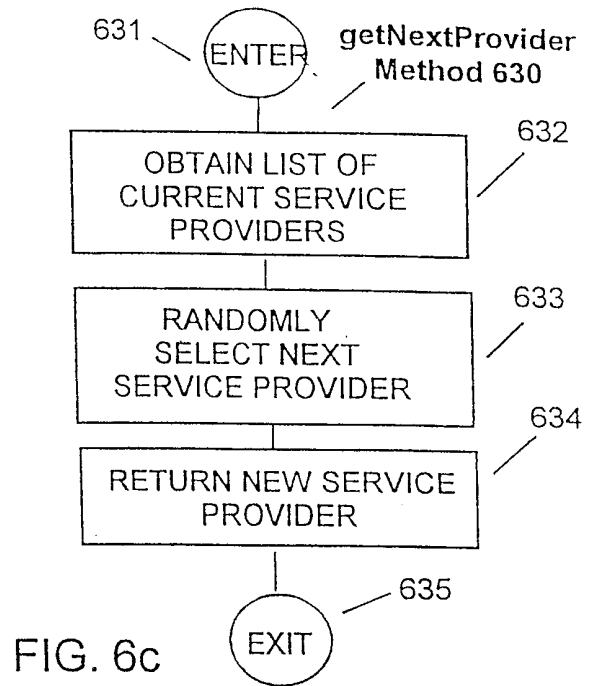 631
ENTER
getNextProvider
Method 630
632
OBTAIN LIST OF
CURRENT SERVICE
PROVIDERS
633
RANDOMLY
SELECT NEXT
SERVICE PROVIDER
634
RETURN NEW SERVICE
PROVIDER
635
EXIT
FIG. 6c